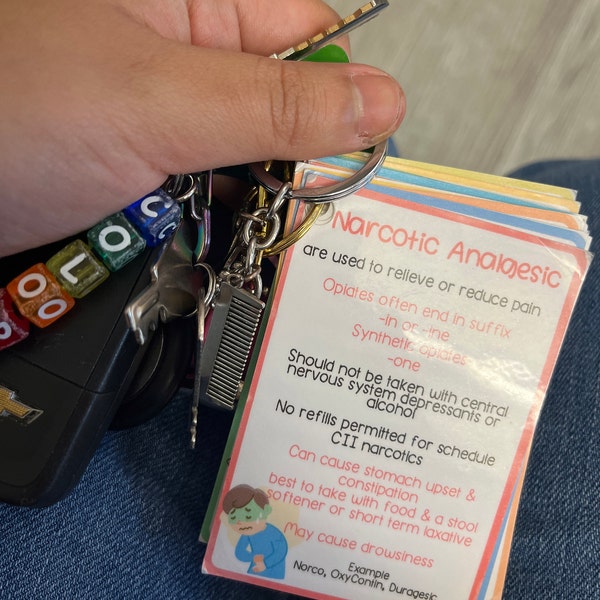 Narcotic Analgesic
are used to relieve or reduce pain
Opiates often end in suffix
-in or -ine
Synthetic opiates
-one
Should not be taken with central
nervous system depressants or
alcohol
No refills permitted for schedule
CII narcotics
Can cause stomach upset &
constipation
best to take with food & a stool
softener or short term laxative
May cause drowsiness
Example
Norco, OxyContin, Duragesic
O L O C